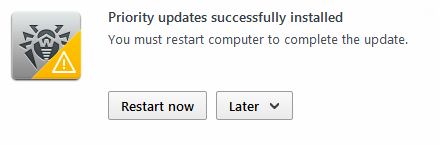 Priority updates successfully installed
You must restart computer to complete the update.
Restart now Later